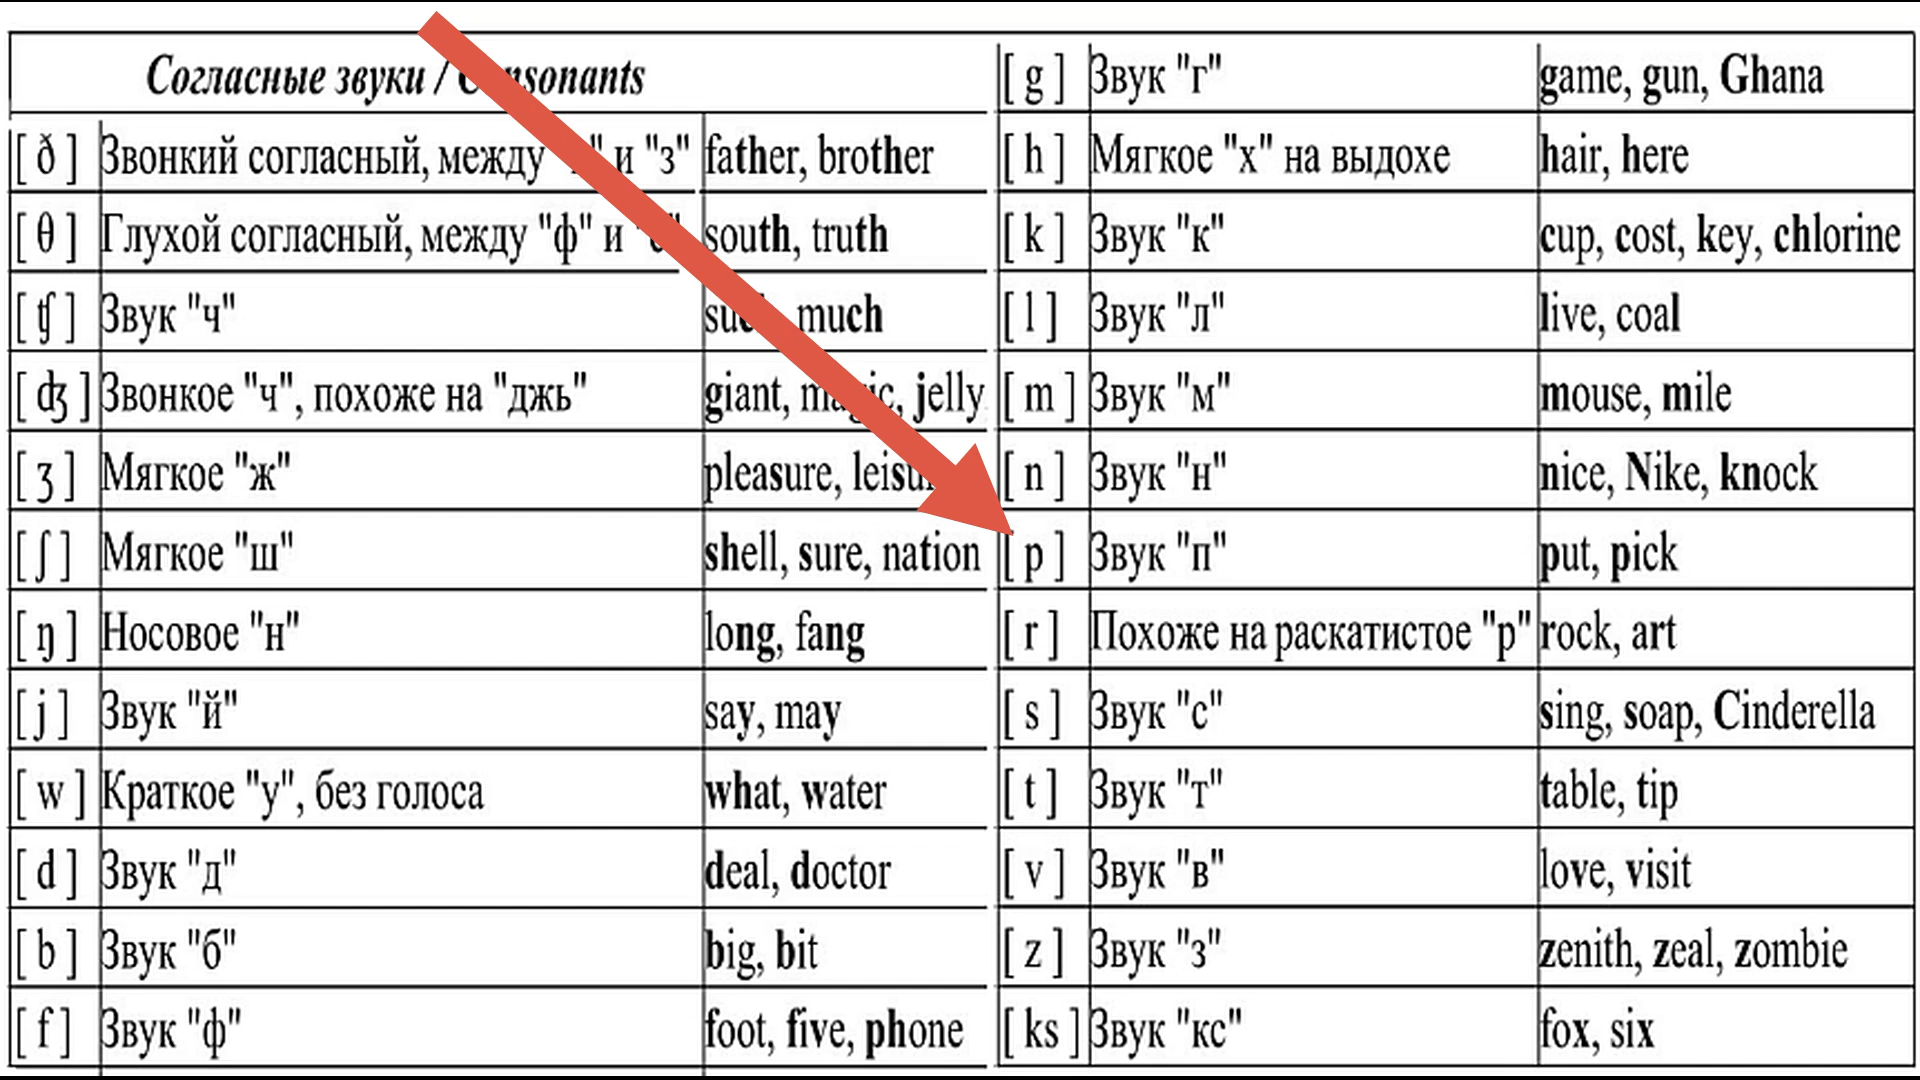 Согласные звуки /
[ ð ] Звонкий согласный, между и "з" father, brother
[ θ ] Глухой согласный, между "ф" и south, truth
[ ʧ ] Звук "ч" much
[ ʤ ] Звонкое "ч", похоже на "джь" giant, jelly
[ ʒ ] Мягкое "ж" pleasure,
[ ʃ ] Мягкое "ш" shell, sure, nation
[ ŋ ] Носовое "н" long, fang
[ j ] Звук "й" say, may
[ w ] Краткое "у", без голоса what, water
[ d ] Звук "д" deal, doctor
[ b ] Звук "б" big, bit
[ f ] Звук "ф" foot, five, phone
[ g ] Звук "г" game, gun, Ghana
[ h ] Мягкое "х" на выдохе hair, here
[ k ] Звук "к" cup, cost, key, chlorine
[ l ] Звук "л" live, coal
[ m ] Звук "м" mouse, mile
[ n ] Звук "н" nice, Nike, knock
[ p ] Звук "п" put, pick
[ r ] Похоже на раскатистое "р" rock, art
[ s ] Звук "с" sing, soap, Cinderella
[ t ] Звук "т" table, tip
[ v ] Звук "в" love, visit
[ z ] Звук "з" zenith, zeal, zombie
[ ks ] Звук "кс" fox, six